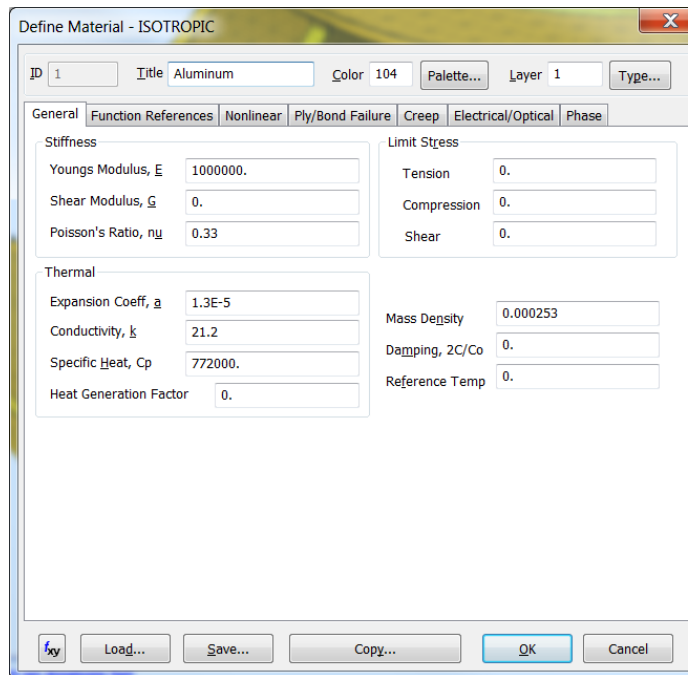 Define Material - ISOTROPIC
X
ID 1 Title Aluminum Color 104 Palette... Layer 1 Type...
General Function References Nonlinear Ply/Bond Failure Creep Electrical/Optical Phase
Stiffness
Youngs Modulus, E 1000000.
Shear Modulus, G 0.
Poisson's Ratio, nu 0.33
Limit Stress
Tension 0.
Compression 0.
Shear 0.
Thermal
Expansion Coeff, a 1.3E-5
Conductivity, k 21.2
Specific Heat, Cp 772000.
Heat Generation Factor 0.
Mass Density 0.000253
Damping, 2C/Co 0.
Reference Temp 0.
fxy Load... Save... Copy... OK Cancel